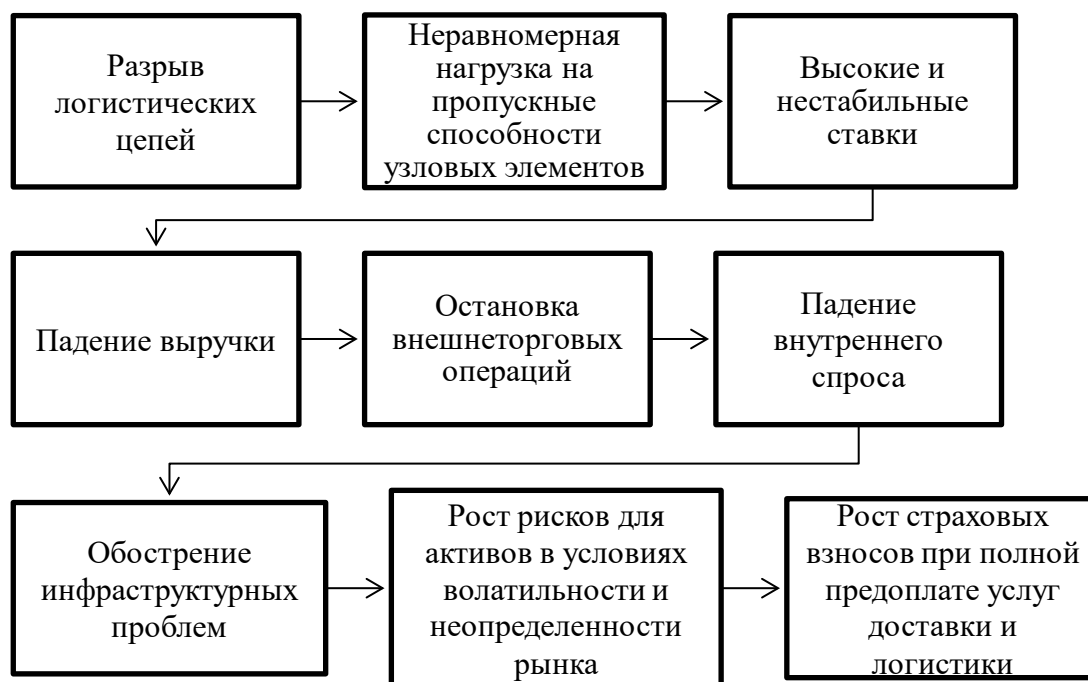 Разрыв
логистических
цепей
Неравномерная
нагрузка на
пропускные
способности
узловых элементов
Высокие и
нестабильные
ставки
Падение выручки
Остановка
внешнеторговых
операций
Падение
внутреннего
спроса
Обострение
инфраструктурных
проблем
Рост рисков для
активов в условиях
волатильности и
неопределенности
рынка
Рост страховых
взносов при полной
предоплате услуг
доставки и
логистики